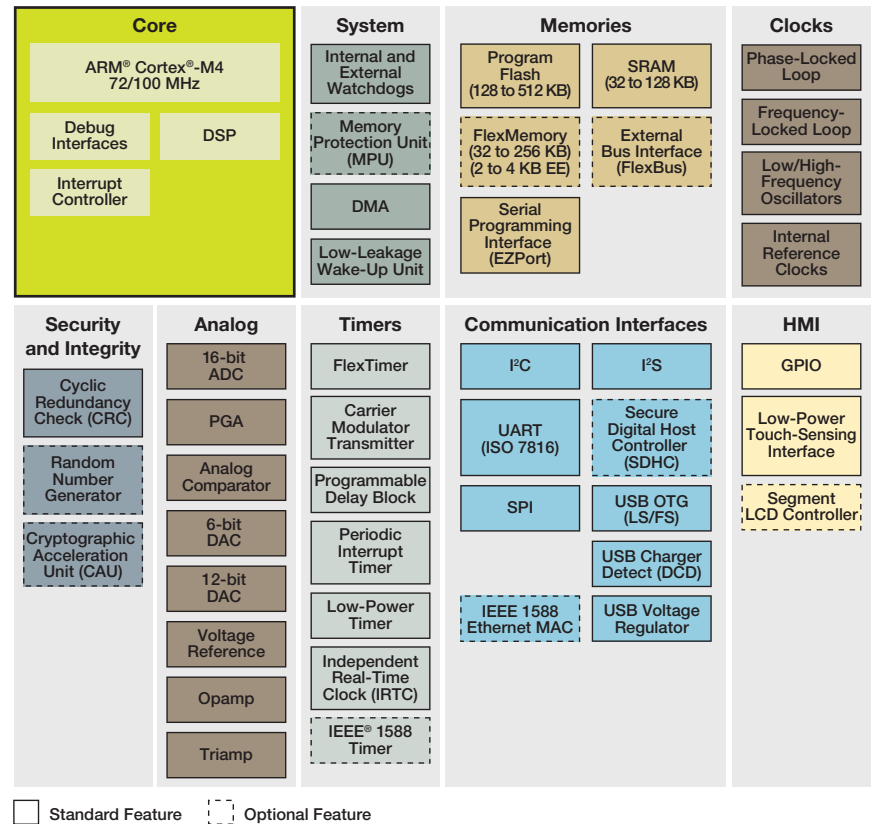 Core
ARM® Cortex®-M4
72/100 MHz
Debug
Interfaces
DSP
Interrupt
Controller
System
Internal and
External
Watchdogs
Memory
Protection Unit
(MPU)
DMA
Low-Leakage
Wake-Up Unit
Memories
Program
Flash
(128 to 512 KB)
SRAM
(32 to 128 KB)
FlexMemory
(32 to 256 KB)
(2 to 4 KB EE)
External
Bus Interface
(FlexBus)
Serial
Programming
Interface
(EZPort)
Clocks
Phase-Locked
Loop
Frequency-
Locked Loop
Low/High-
Frequency
Oscillators
Internal
Reference
Clocks
Security
and Integrity
Cyclic
Redundancy
Check (CRC)
Random
Number
Generator
Cryptographic
Acceleration
Unit (CAU)
Analog
16-bit
ADC
PGA
Analog
Comparator
6-bit
DAC
12-bit
DAC
Voltage
Reference
Opamp
Triamp
Timers
FlexTimer
Carrier
Modulator
Transmitter
Programmable
Delay Block
Periodic
Interrupt
Timer
Low-Power
Timer
Independent
Real-Time
Clock (IRTC)
IEEE® 1588
Timer
Communication Interfaces
I²C
I²S
UART
(ISO 7816)
Secure
Digital Host
Controller
(SDHC)
SPI
USB OTG
(LS/FS)
USB Charger
Detect (DCD)
IEEE 1588
Ethernet MAC
USB Voltage
Regulator
HMI
GPIO
Low-Power
Touch-Sensing
Interface
Segment
LCD Controller
Standard Feature
Optional Feature